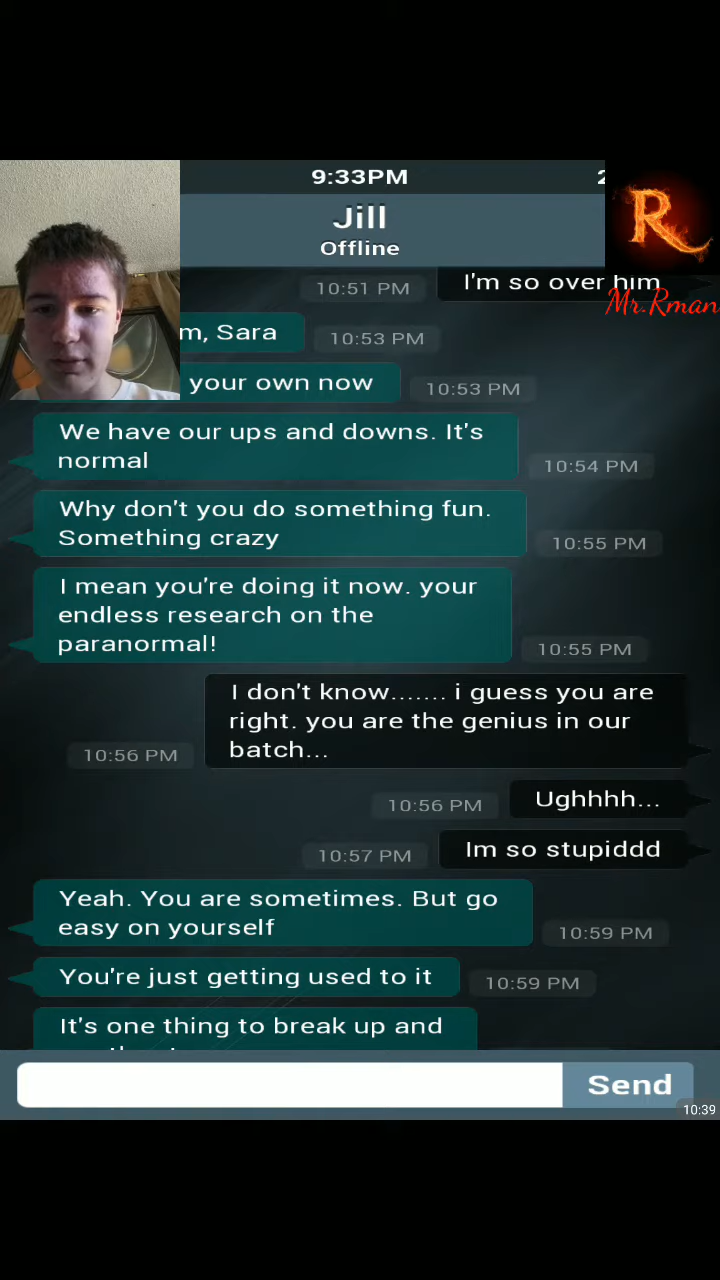 9:33PM
Jill
Offline
R
Mr.Rman
10:51 PM
I'm so over him
m, Sara
10:53 PM
your own now
10:53 PM
We have our ups and downs. It's
normal
10:54 PM
Why don't you do something fun.
Something crazy
10:55 PM
I mean you're doing it now. your
endless research on the
paranormal!
10:55 PM
I don't know....... i guess you are
right. you are the genius in our
batch...
10:56 PM
10:56 PM
Ughhhh...
10:57 PM
Im so stupiddd
Yeah. You are sometimes. But go
easy on yourself
10:59 PM
You're just getting used to it
10:59 PM
It's one thing to break up and
Send
10:39